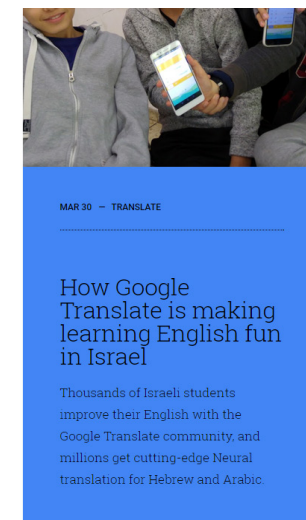 MAR 30 — TRANSLATE
How Google
Translate is making
learning English fun
in Israel
Thousands of Israeli students
improve their English with the
Google Translate community, and
millions get cutting-edge Neural
translation for Hebrew and Arabic.